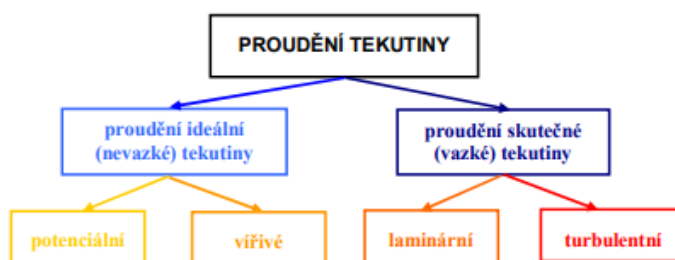 PROUDĚNÍ TEKUTINY
proudění ideální
(nevazké) tekutiny
proudění skutečné
(vazké) tekutiny
potenciální
vířivé
laminární
turbulentní